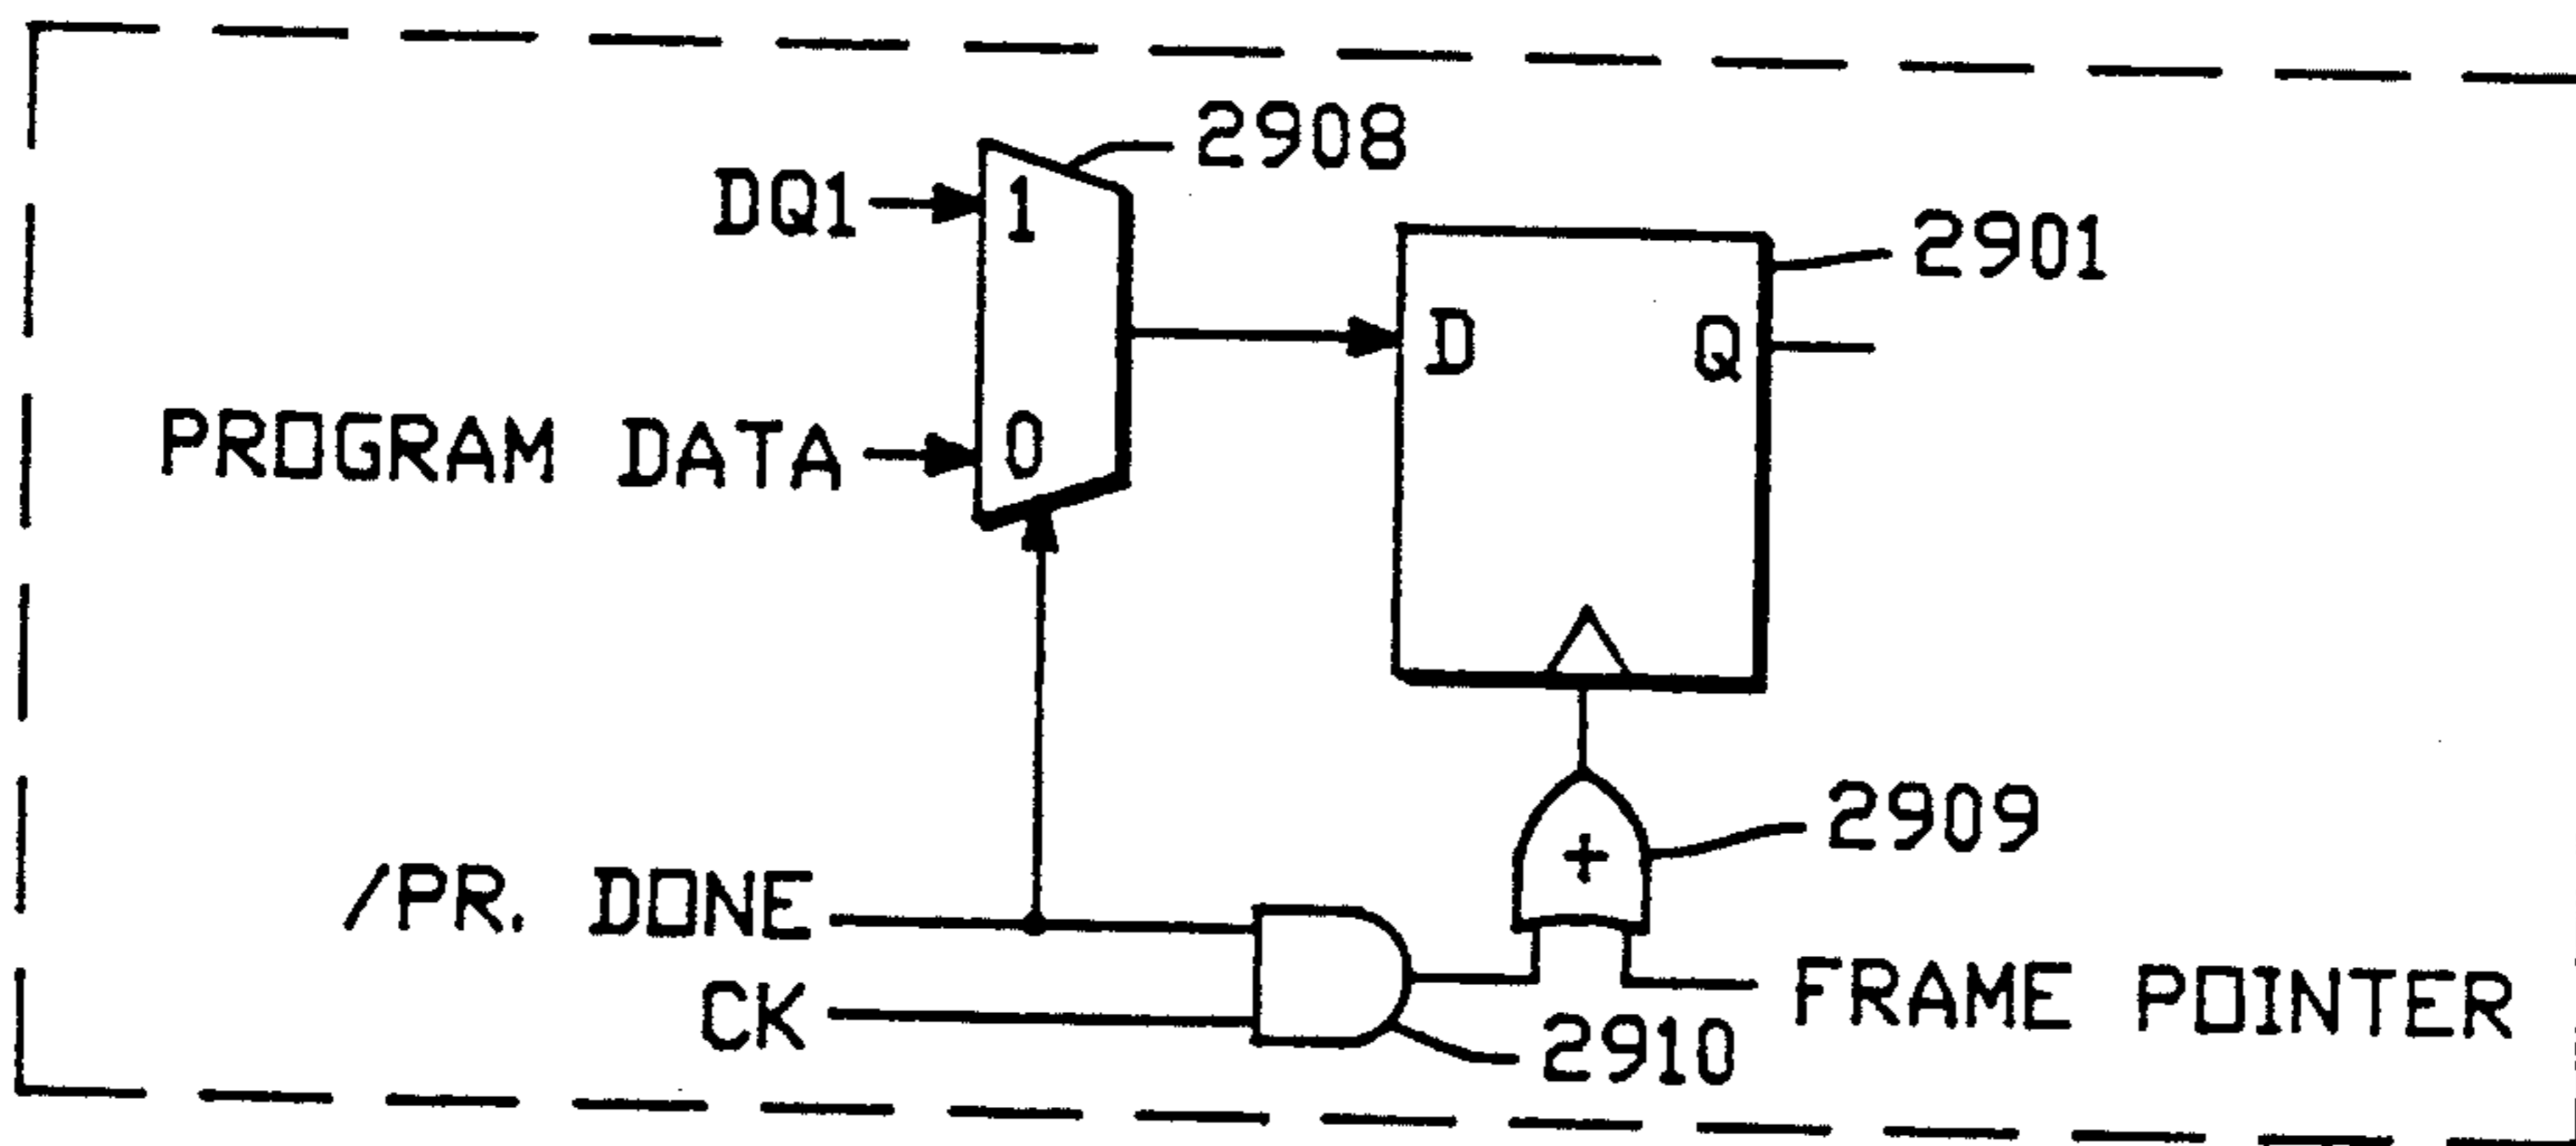 2908
DQ1
1
2901
D
Q
PROGRAM DATA
0
2909
+
/PR. DONE
FRAME POINTER
CK
2910